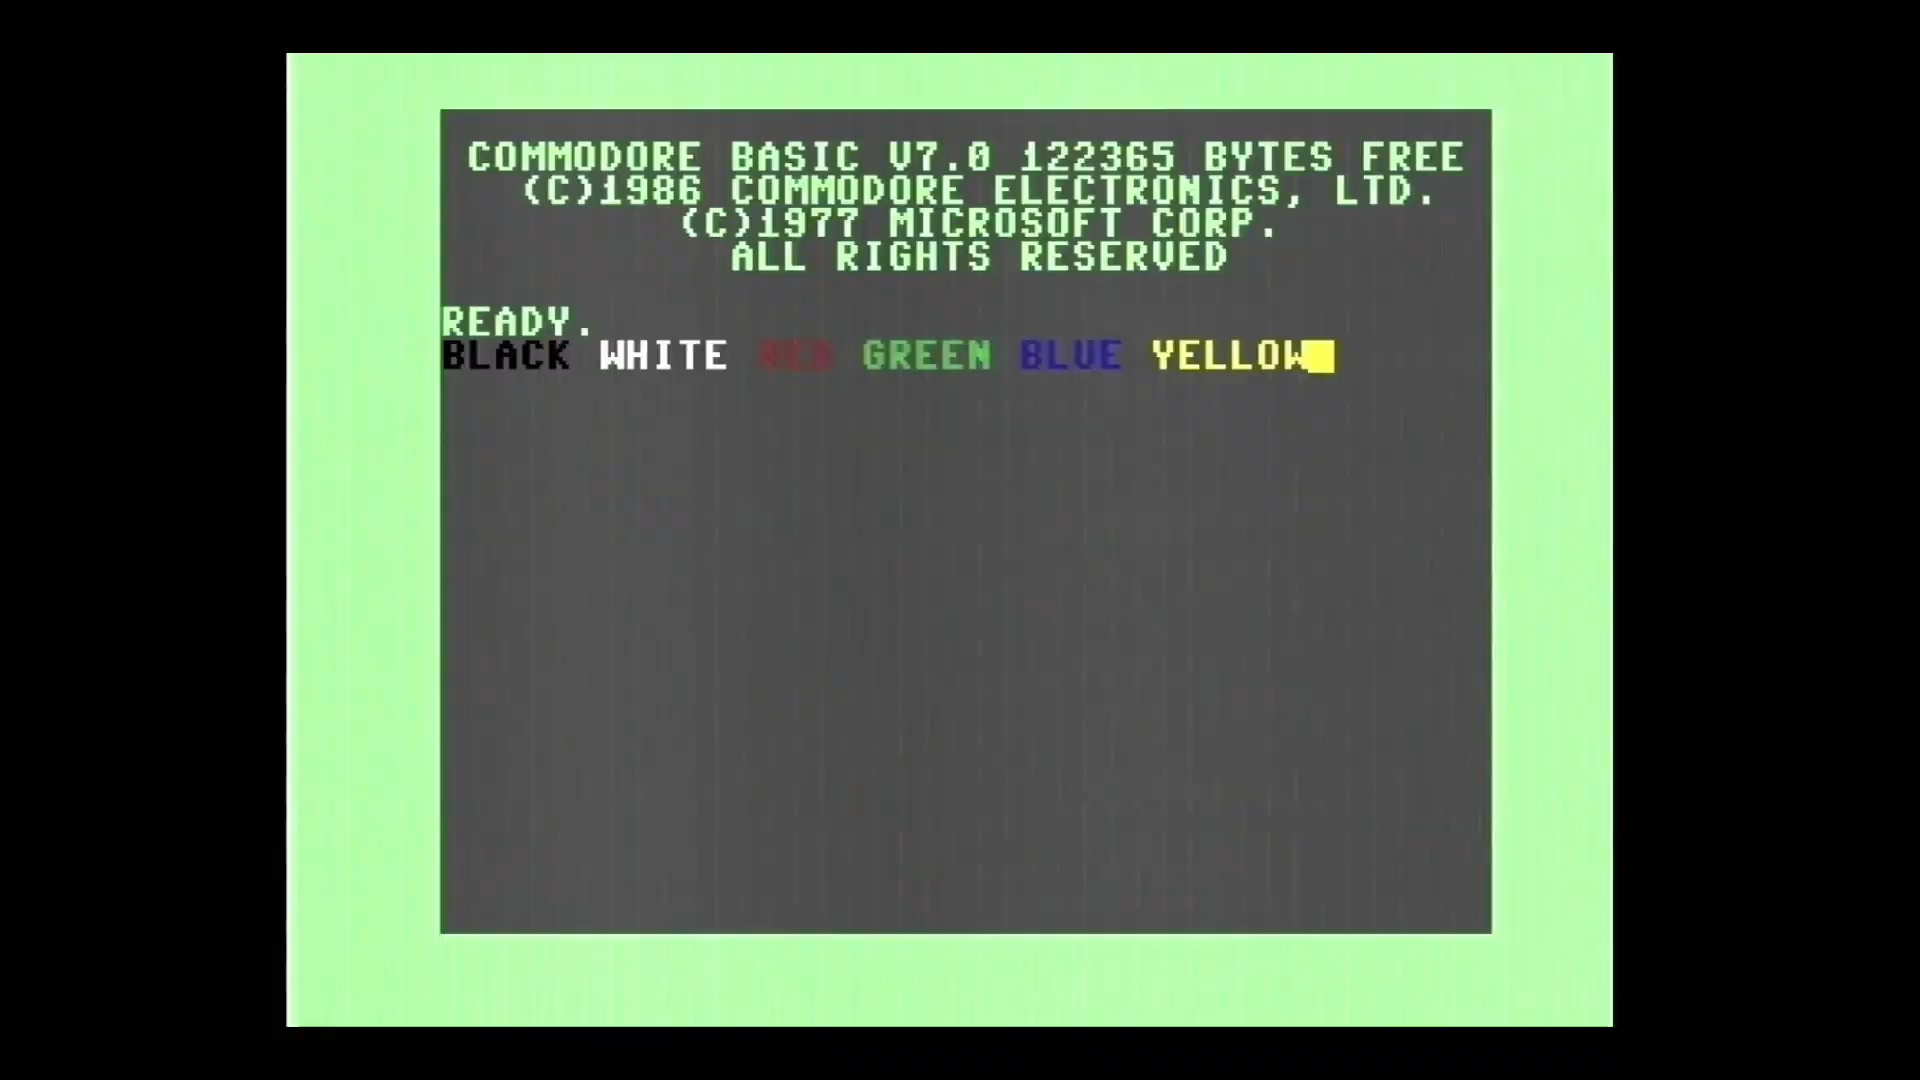 COMMODORE BASIC V7.0 122365 BYTES FREE
(C)1986 COMMODORE ELECTRONICS, LTD.
(C)1977 MICROSOFT CORP.
ALL RIGHTS RESERVED
READY.
BLACK WHITE RED GREEN BLUE YELLOW